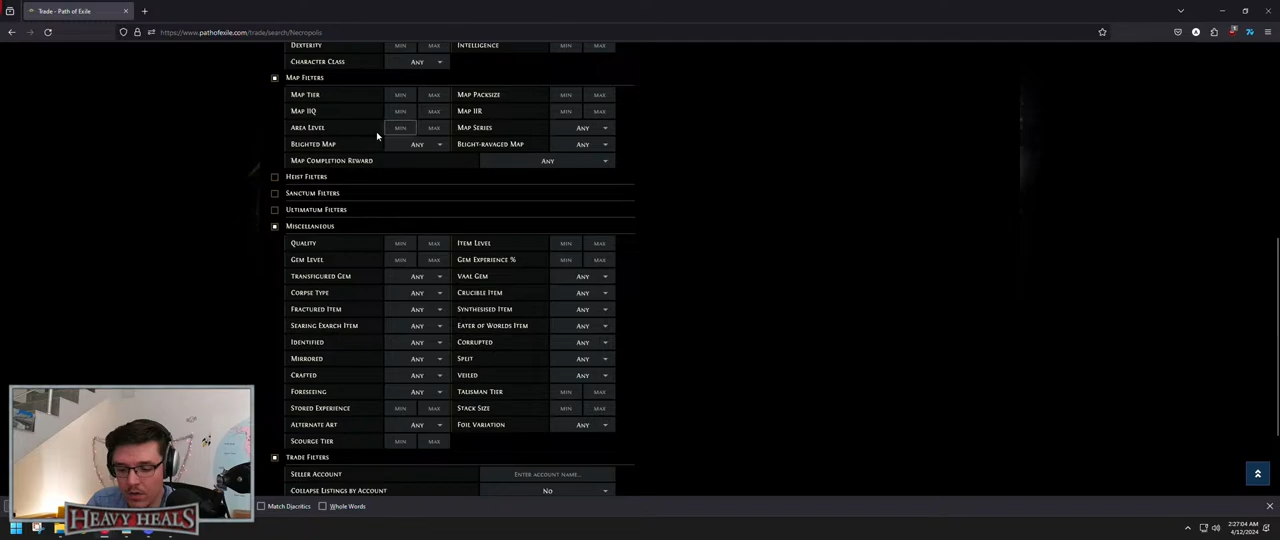 Trade - Path of Exile
https://www.pathofexile.com/trade/search/Necropolis
Dexterity MIN MAX Intelligence MIN MAX
Character Class Any
Map Filters
Map Tier MIN MAX Map Packsize MIN MAX
Map IIQ MIN MAX Map IIR MIN MAX
Area Level MIN MAX Map Series Any
Blighted Map Any Blight-ravaged Map Any
Map Completion Reward Any
Heist Filters
Sanctum Filters
Ultimatum Filters
Miscellaneous
Quality MIN MAX Item Level MIN MAX
Gem Level MIN MAX Gem Experience % MIN MAX
Transfigured Gem Any Vaal Gem Any
Corpse Type Any Crucible Item Any
Fractured Item Any Synthesised Item Any
Searing Exarch Item Any Eater of Worlds Item Any
Identified Any Corrupted Any
Mirrored Any Split Any
Crafted Any Veiled Any
Foreseeing Any Talisman Tier MIN MAX
Stored Experience MIN MAX Stack Size MIN MAX
Alternate Art Any Foil Variation Any
Scourge Tier MIN MAX
Trade Filters
Seller Account Enter account name...
Collapse Listings by Account No
Match Diacritics Whole Words
HEAVY HEALS
2:27:04 AM
4/12/2024